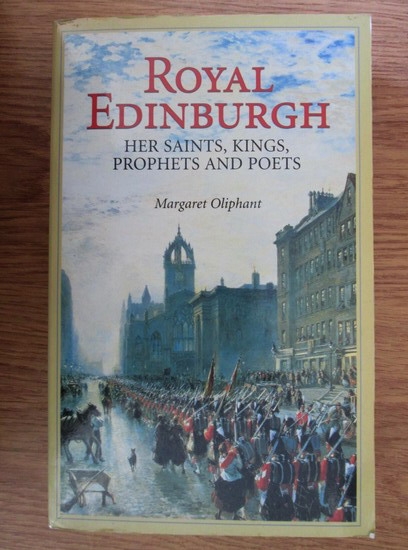 ROYAL
EDINBURGH
HER SAINTS, KINGS,
PROPHETS AND POETS
Margaret Oliphant